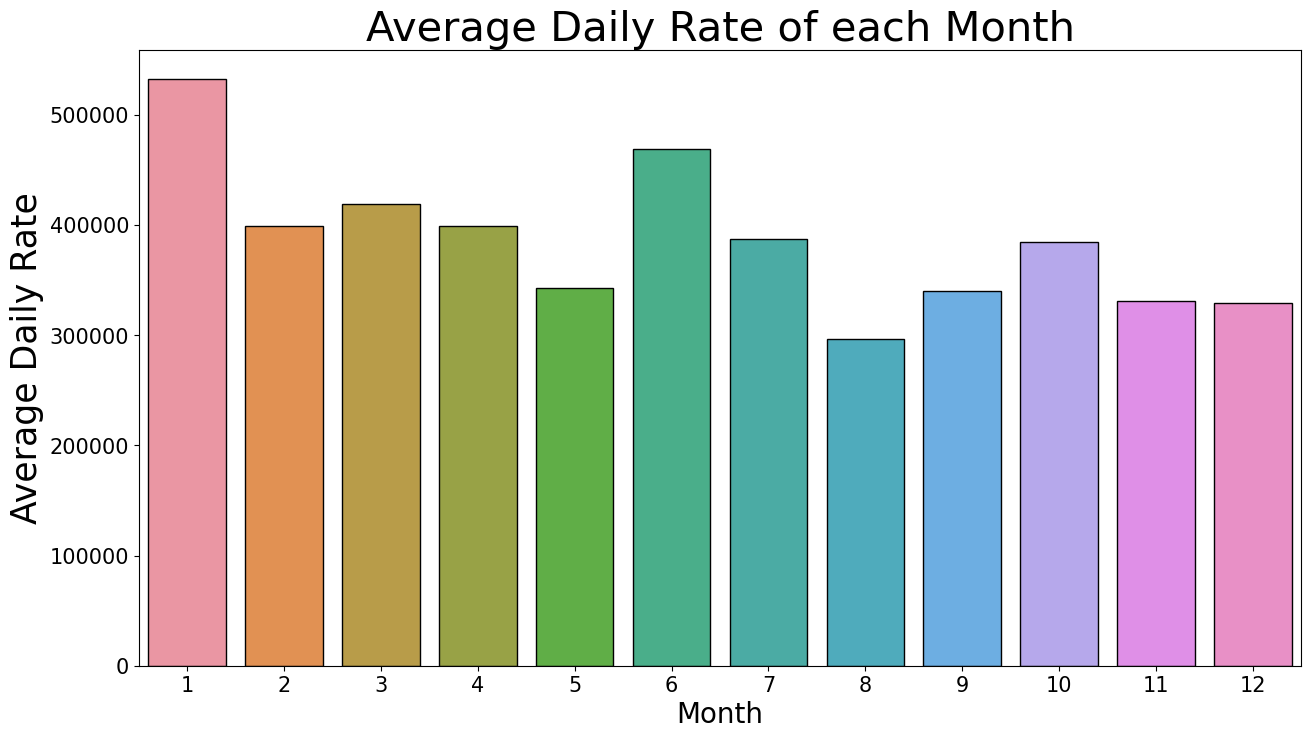 Average Daily Rate of each Month
Average Daily Rate
500000
400000
300000
200000
100000
0
1 2 3 4 5 6 7 8 9 10 11 12
Month